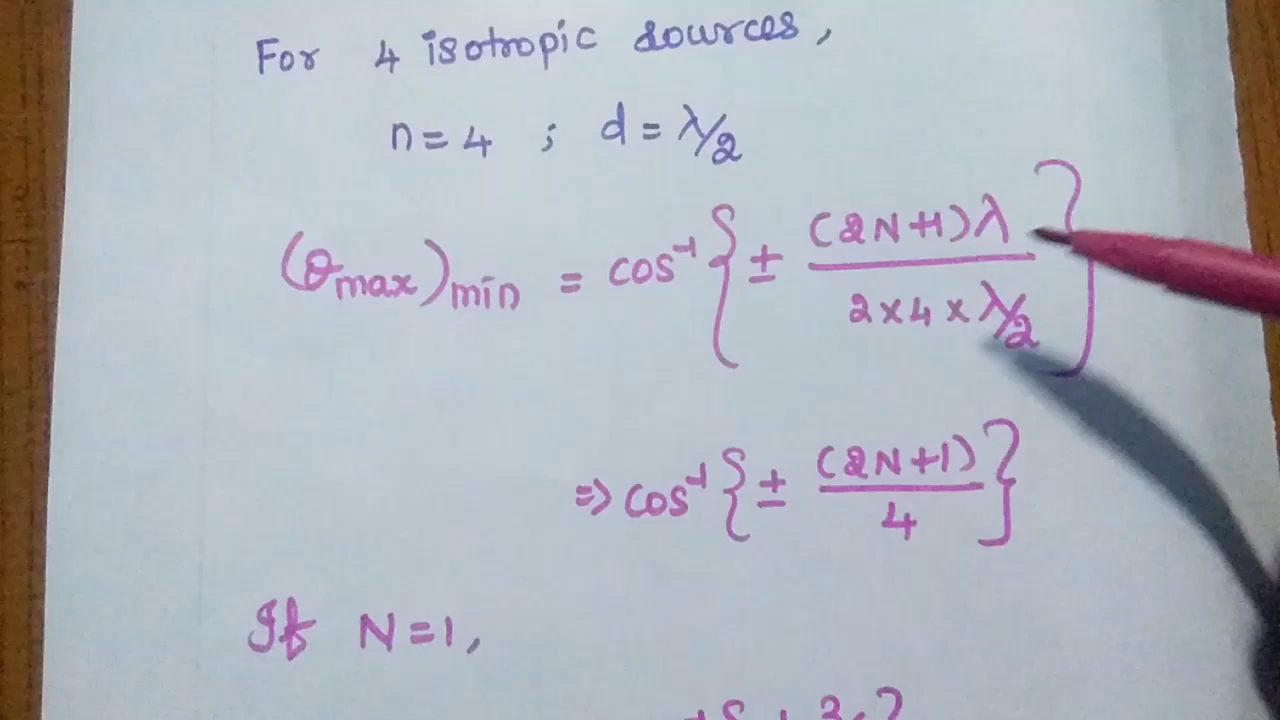 For 4 isotropic sources,
n = 4 ; d = λ/2
(θmax)min = cos⁻¹ { ± (2N+1)λ / 2×4×λ/2 }
⇒ cos⁻¹ { ± (2N+1) / 4 }
If N=1,